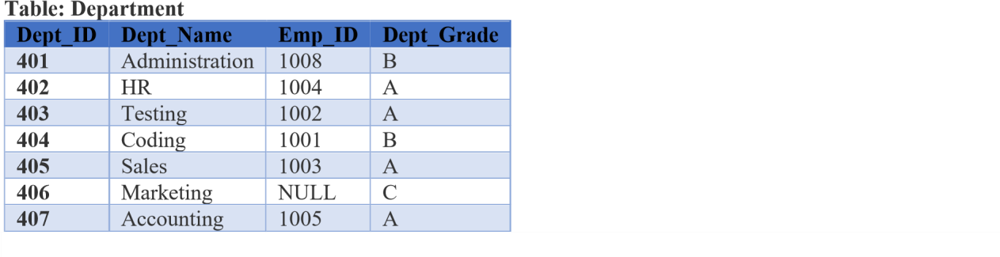 Table: Department
Dept_ID Dept_Name Emp_ID Dept_Grade
401 Administration 1008 B
402 HR 1004 A
403 Testing 1002 A
404 Coding 1001 B
405 Sales 1003 A
406 Marketing NULL C
407 Accounting 1005 A